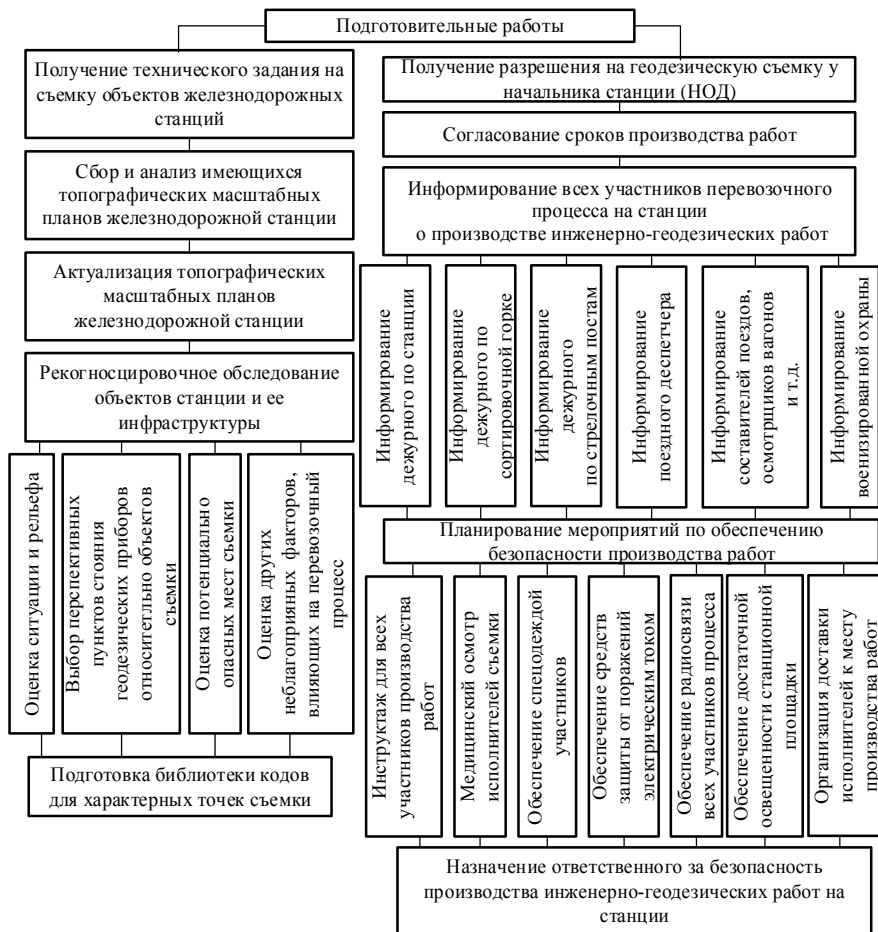 Подготовительные работы
Получение технического задания на
съемку объектов железнодорожных
станций
Сбор и анализ имеющихся
топографических масштабных
планов железнодорожной станции
Актуализация топографических
масштабных планов
железнодорожной станции
Рекогносцировочное обследование
объектов станции и ее
инфраструктуры
Оценка ситуации и рельефа
Выбор перспективных
пунктов стояния
геодезических приборов
относитетльно объектов
съемки
Оценка потенциально
опасных мест съемки
Оценка других
неблагоприяных факторов,
влияющих на перевозочный
процесс
Подготовка библиотеки кодов
для характерных точек съемки
Получение разрешения на геодезическую съемку у
начальника станции (НОД)
Согласование сроков производства работ
Информирование всех участников перевозочного
процесса на станции
о производстве инженерно-геодезических работ
Информирование
дежурного по станции
Информирование
дежурного по
сортировочной горке
Информирование
дежурного
по стрелочным постам
Информирование
поездного деспетчера
Информирование
составителей поездов,
осмотрщиков вагонов
и т.д.
Информирование
военизированной охраны
Планирование мероприятий по обеспечению
безопасности производства работ
Инструктаж для всех
участников производства
работ
Медицинский осмотр
исполнителей съемки
Обеспечение спецодеждой
участников
Обеспечение средств
защиты от поражений
электрическим током
Обеспечение радиосвязи
всех участников процесса
Обеспечение достаточной
освещенности станционной
площадки
Организация доставки
исполнителей к месту
производства работ
Назначение ответственного за безопасность
производства инженерно-геодезических работ на
станции